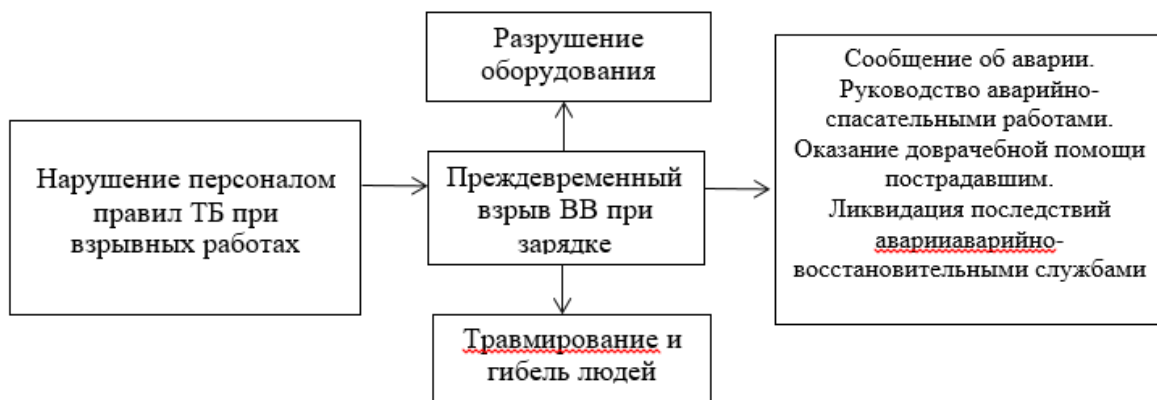 Разрушение
оборудования
Нарушение персоналом
правил ТБ при
взрывных работах
Преждевременный
взрыв ВВ при
зарядке
Травмирование и
гибель людей
Сообщение об аварии.
Руководство аварийно-
спасательными работами.
Оказание доврачебной помощи
пострадавшим.
Ликвидация последствий
аварииаварийно-
восстановительными службами